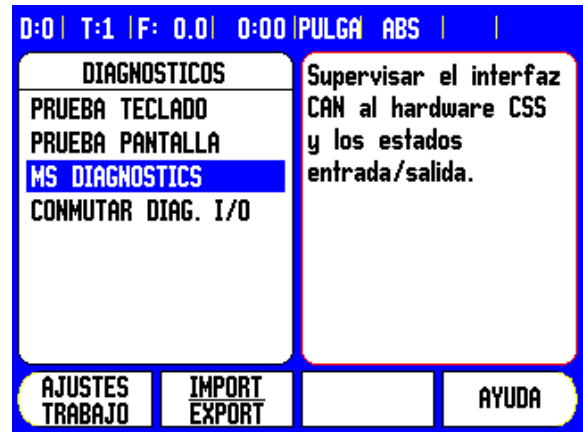 D:0 | T:1 | F: 0.0 | 0:00 | PULGA | ABS | |
DIAGNOSTICOS
PRUEBA TECLADO
PRUEBA PANTALLA
MS DIAGNOSTICS
CONMUTAR DIAG. I/O
Supervisar el interfaz
CAN al hardware CSS
y los estados
entrada/salida.
AJUSTES
TRABAJO
IMPORT
EXPORT
AYUDA